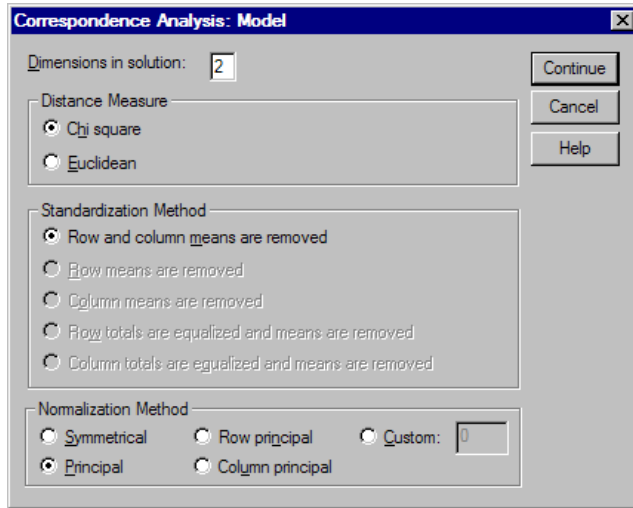 Correspondence Analysis: Model
Dimensions in solution: 2
Continue
Distance Measure
Cancel
Chi square
Help
Euclidean
Standardization Method
Row and column means are removed
Row means are removed
Column means are removed
Row totals are equalized and means are removed
Column totals are equalized and means are removed
Normalization Method
Symmetrical Row principal Custom: 0
Principal Column principal